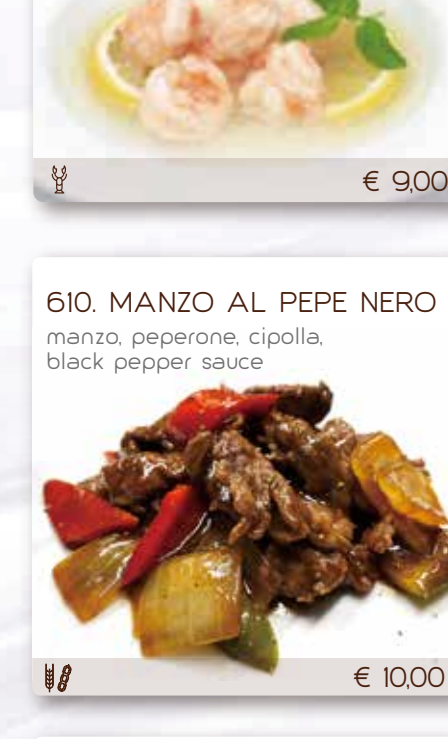 € 9,00
610. MANZO AL PEPE NERO
manzo, peperone, cipolla,
black pepper sauce
€ 10,00